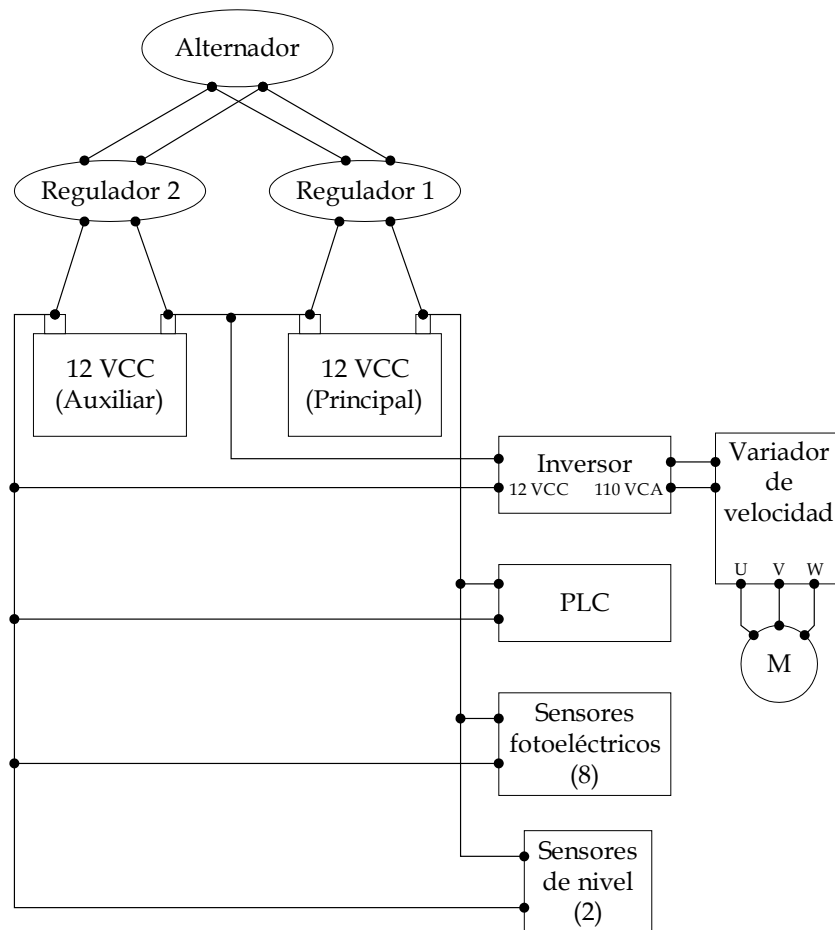 Alternador
Regulador 2
Regulador 1
12 VCC
(Auxiliar)
12 VCC
(Principal)
Inversor
12 VCC
110 VCA
Variador
de
velocidad
U
V
W
M
PLC
Sensores
fotoeléctricos
(8)
Sensores
de nivel
(2)